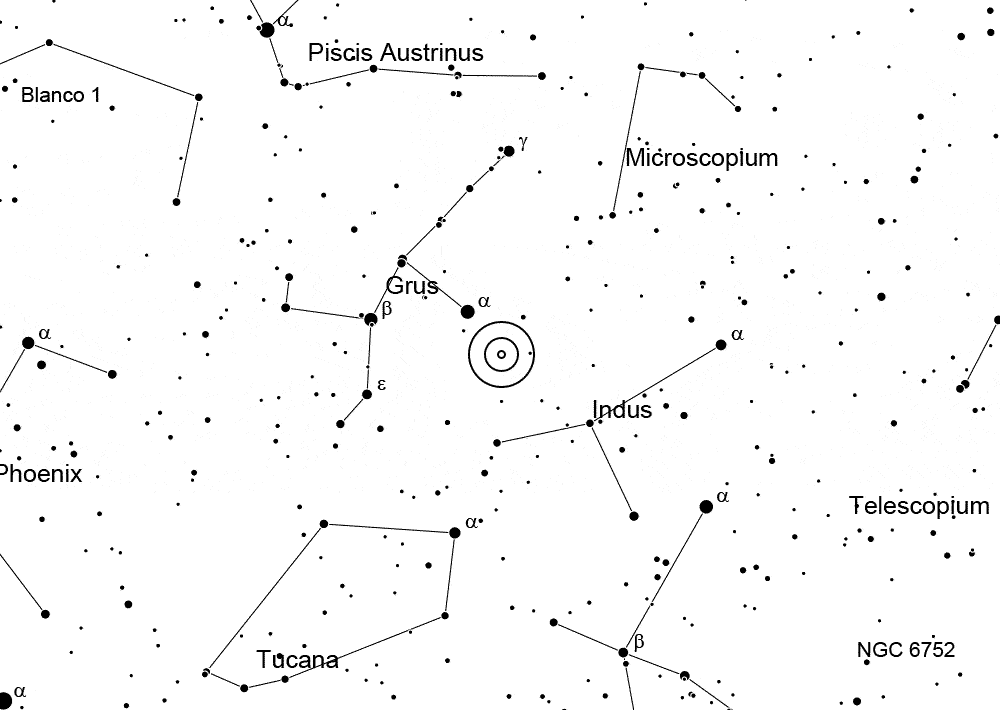 α
Piscis Austrinus
Blanco 1
γ
Microscopium
Grus
α
β
α
α
ε
Indus
Phoenix
α
Telescopium
α
β
NGC 6752
Tucana
α